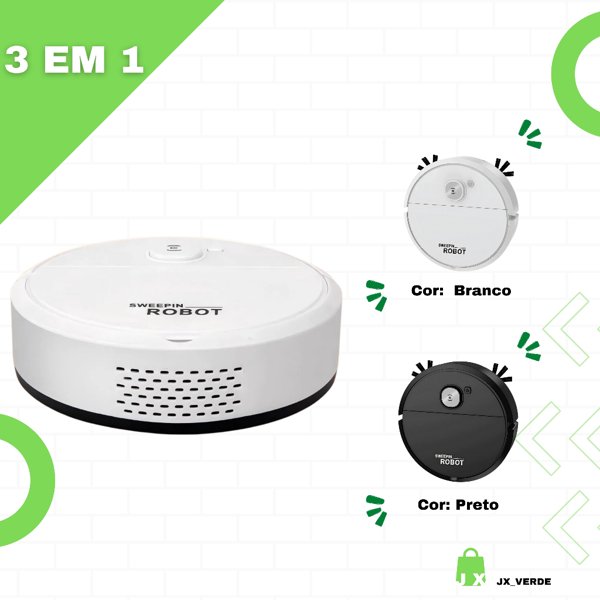 3 EM 1
SWEEPIN
ROBOT
SWEEPIN
ROBOT
Cor: Branco
SWEEPIN
ROBOT
Cor: Preto
J X
JX_VERDE